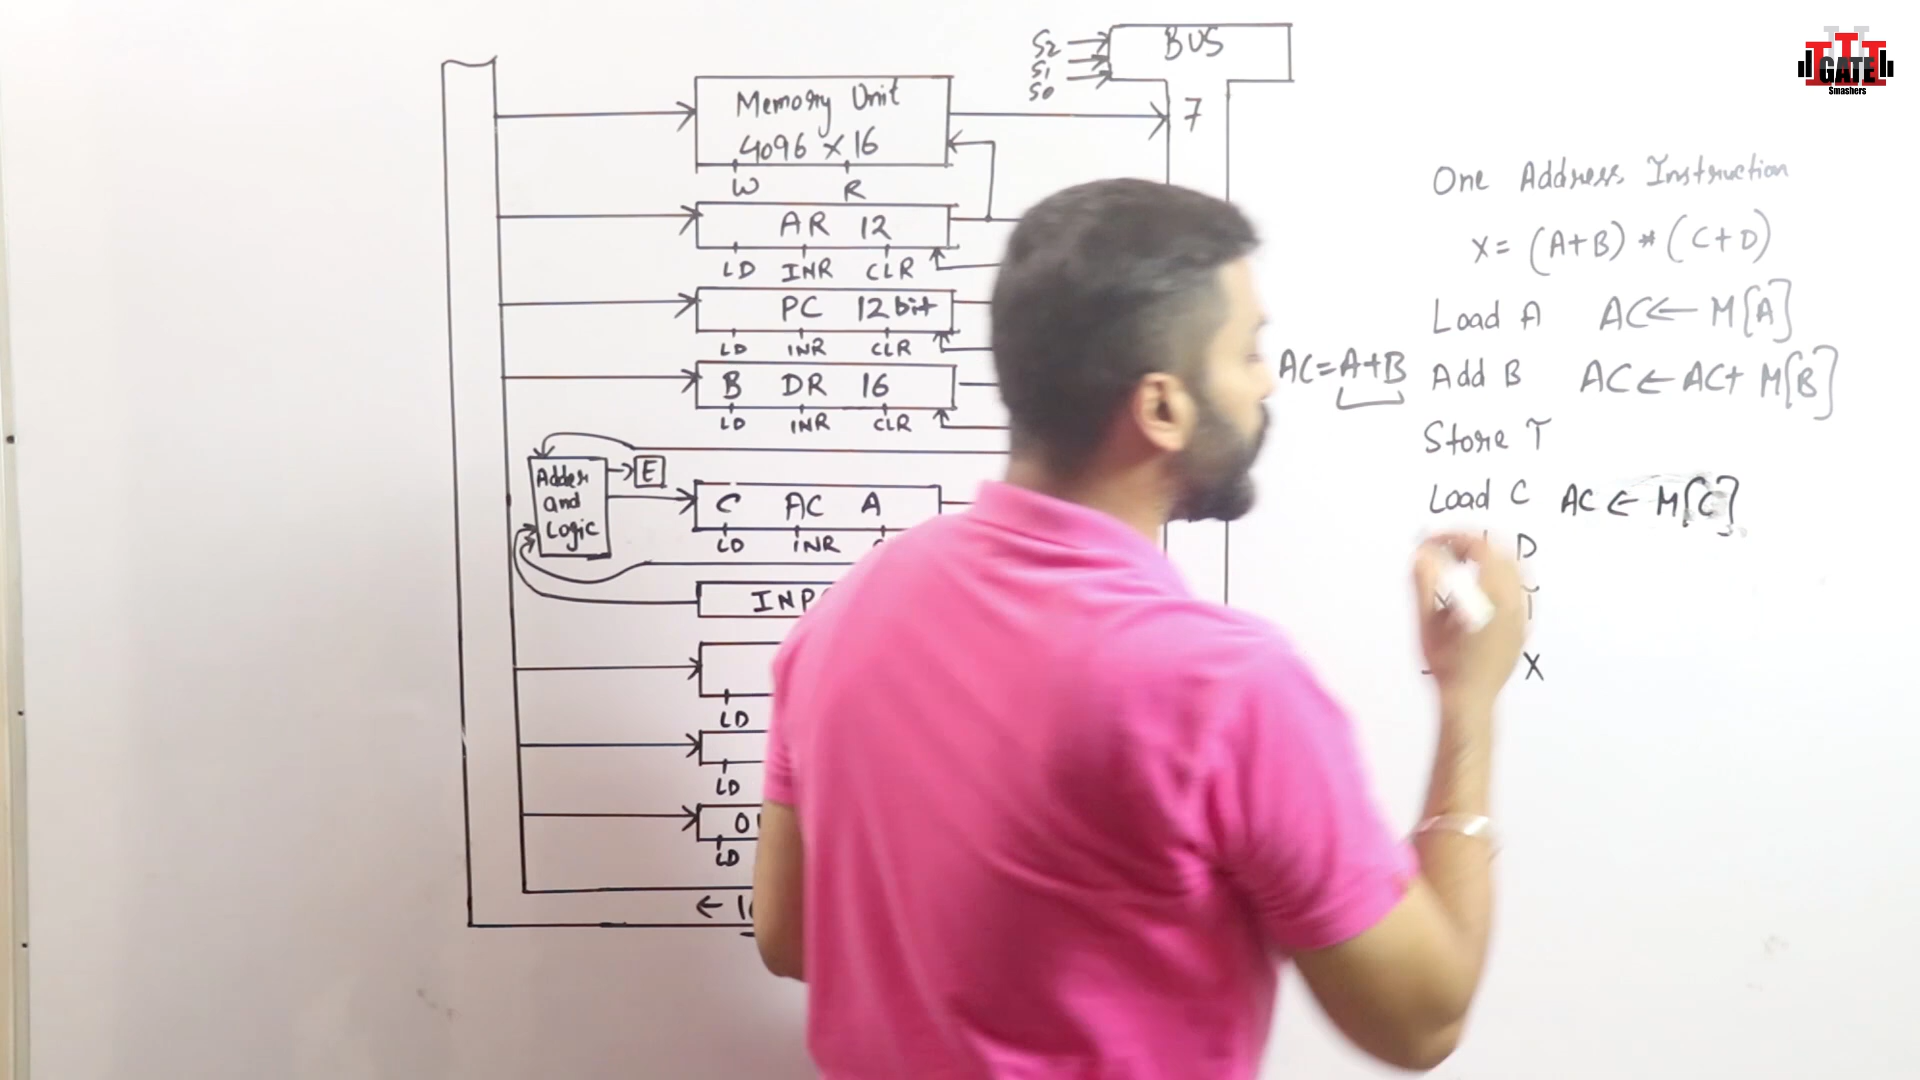 S2
S1
S0
BUS
7
Memory Unit
4096 x 16
W R
AR 12
LD INR CLR
PC 12 bit
LD INR CLR
B DR 16
LD INR CLR
Adder
and
Logic
E
C AC A
LD INR
INP
LD
LD
LD
One Address Instruction
X = (A+B) * (C+D)
Load A AC ← M[A]
AC = A+B Add B AC ← AC + M[B]
Store T
Load C AC ← M[C]
D
T
X
GATE
Smashers